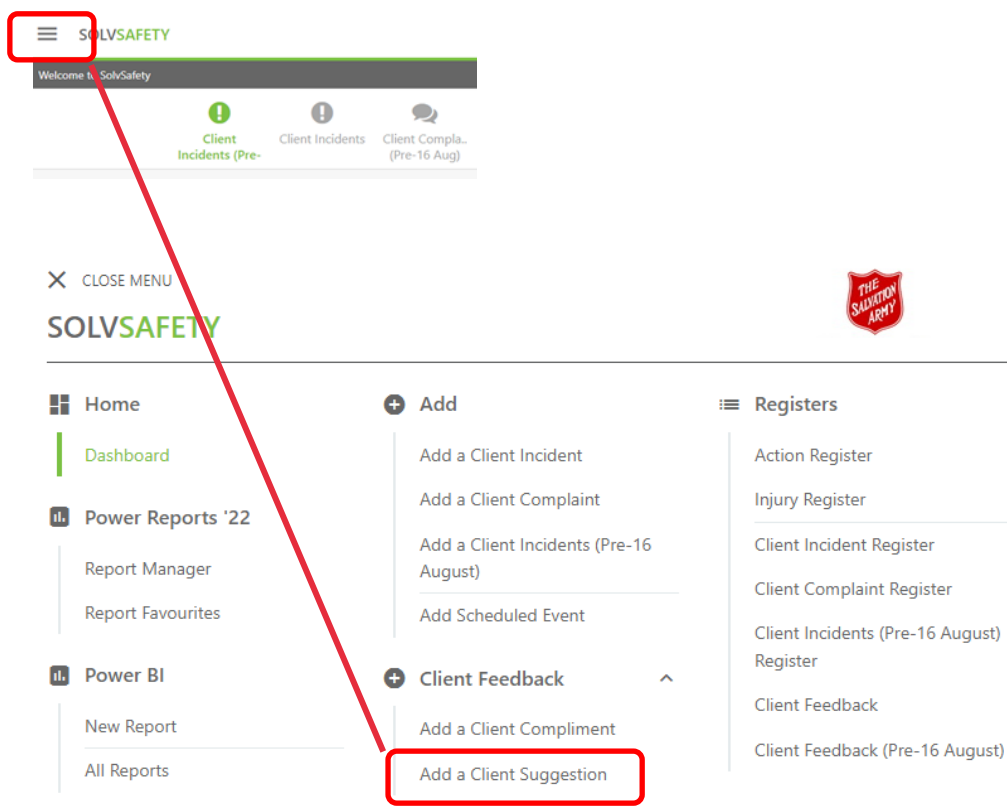 SOLVSAFETY
Welcome to SolvSafety
Client
Incidents (Pre-
Client Incidents
Client Compla..
(Pre-16 Aug)
CLOSE MENU
THE
SALVATION
ARMY
SOLVSAFETY
Home
Dashboard
Power Reports '22
Report Manager
Report Favourites
Power BI
New Report
All Reports
Add
Add a Client Incident
Add a Client Complaint
Add a Client Incidents (Pre-16
August)
Add Scheduled Event
Client Feedback
Add a Client Compliment
Add a Client Suggestion
Registers
Action Register
Injury Register
Client Incident Register
Client Complaint Register
Client Incidents (Pre-16 August)
Register
Client Feedback
Client Feedback (Pre-16 August)